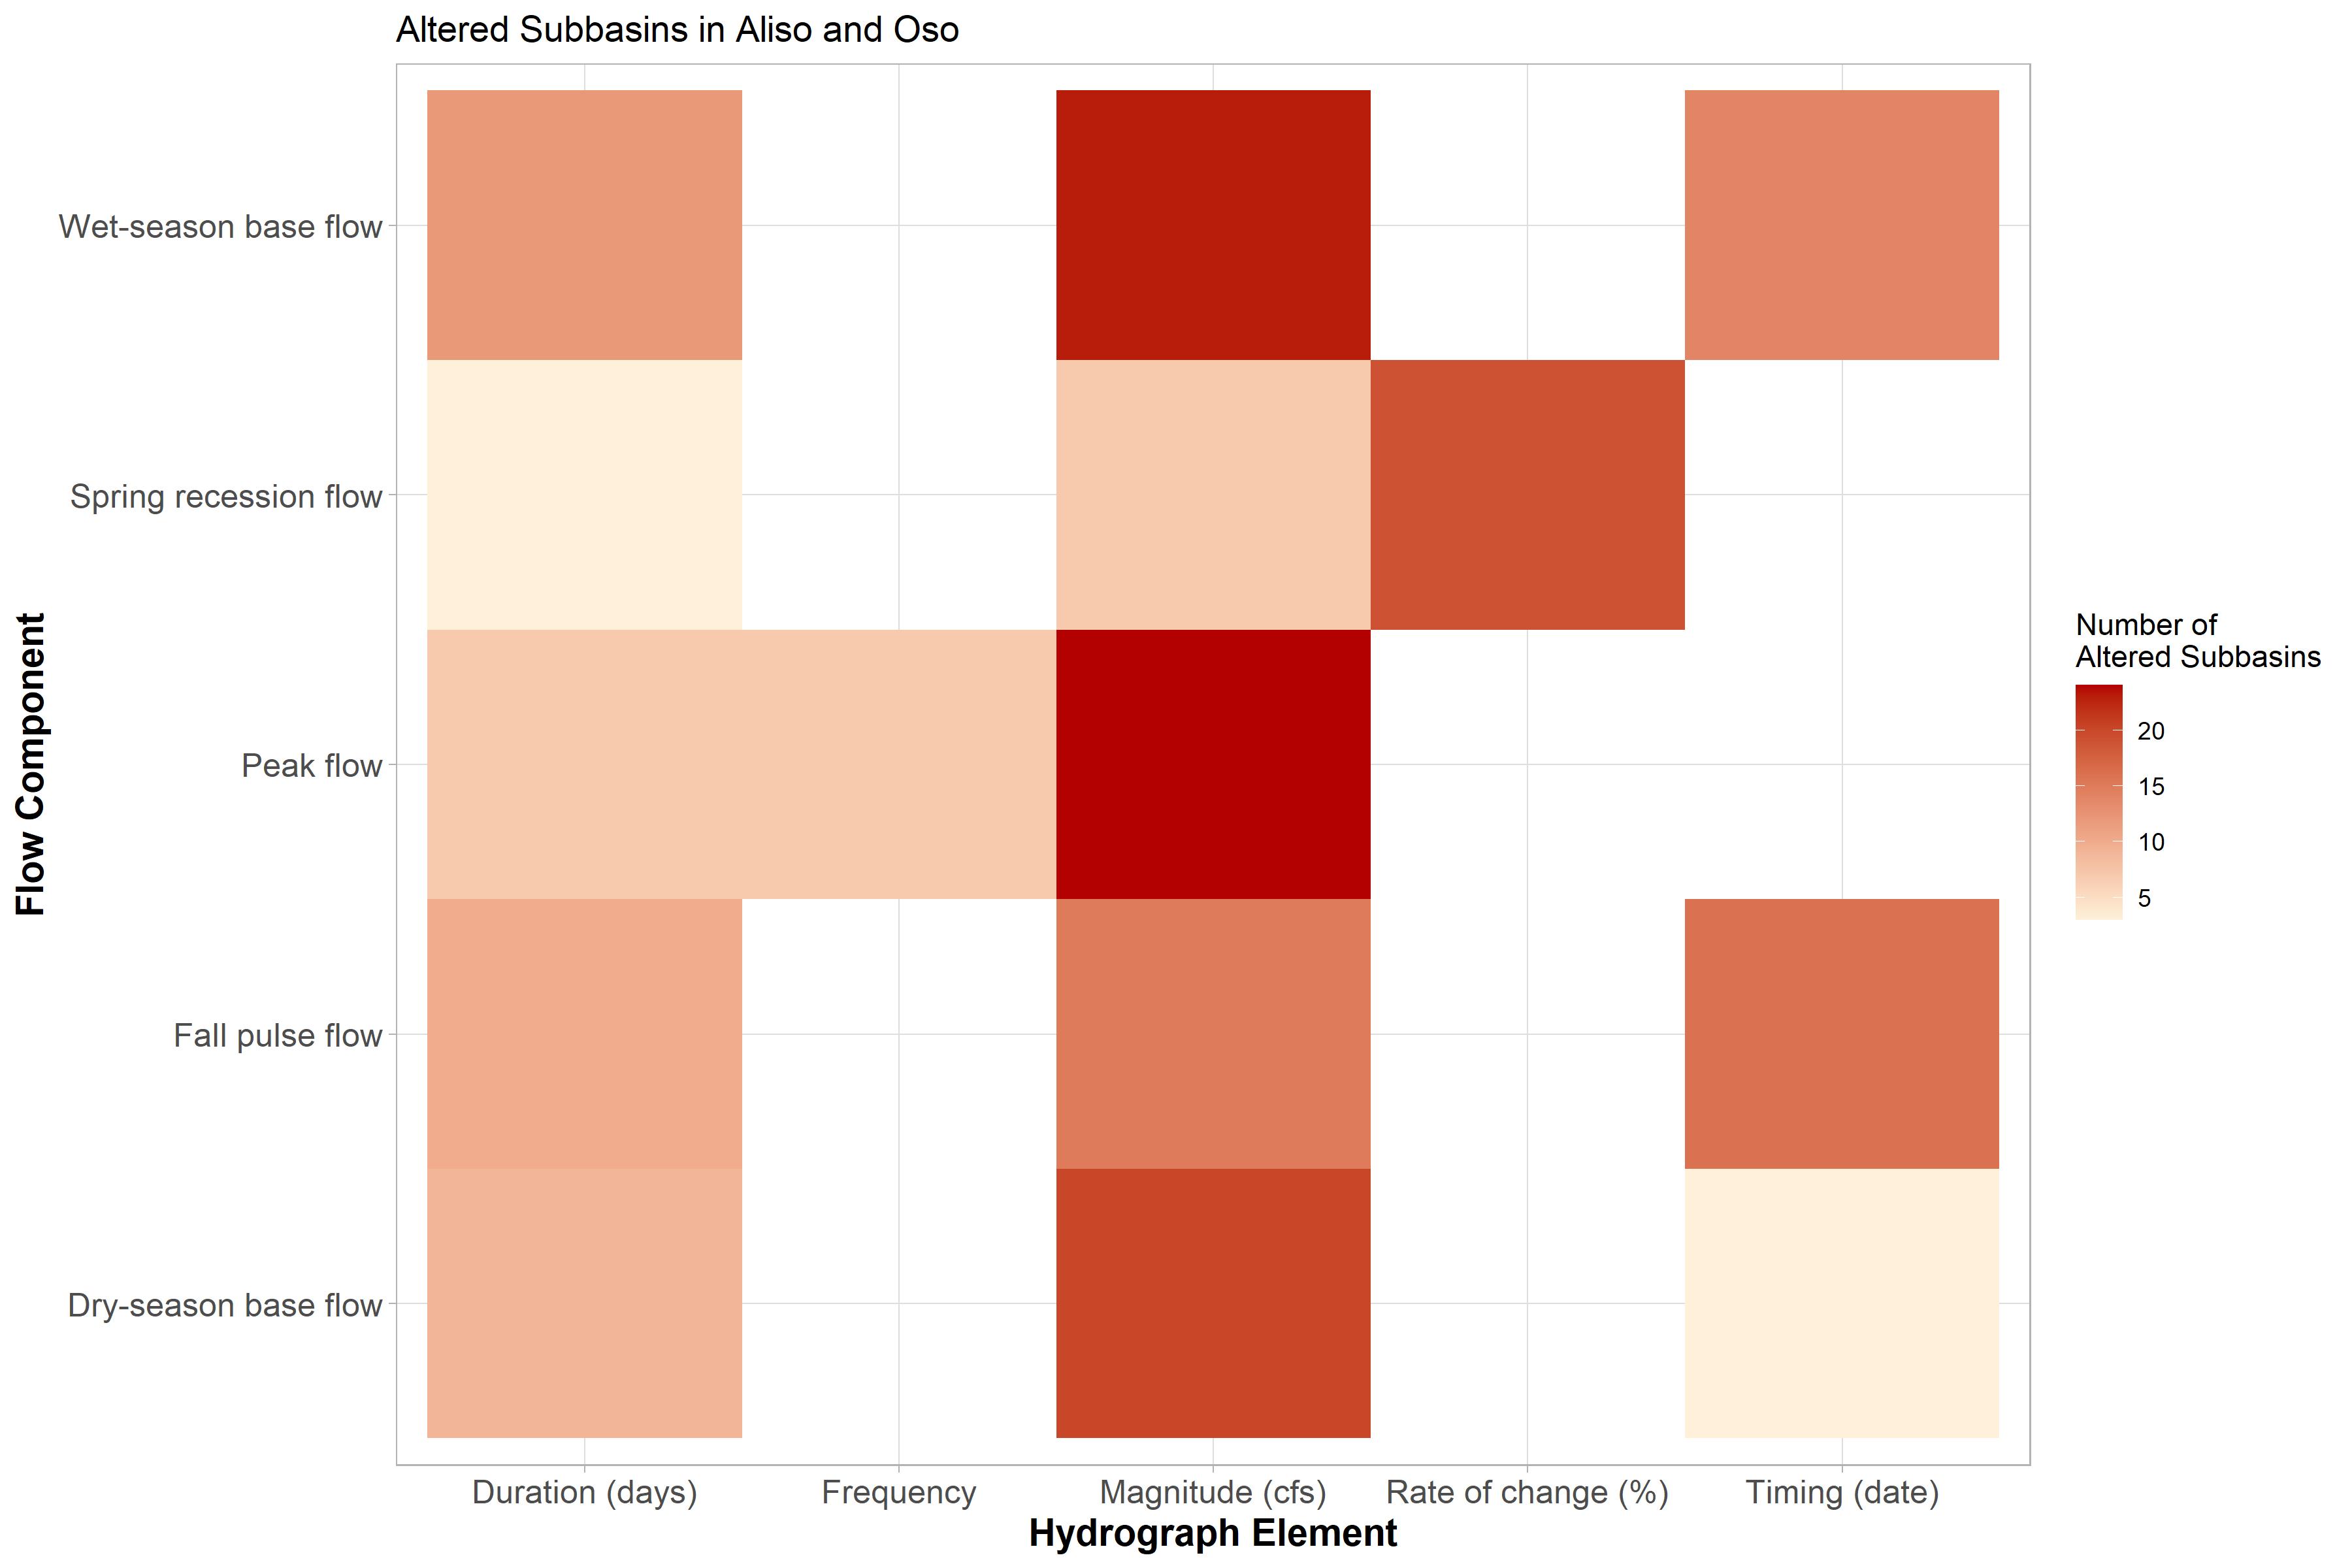 Altered Subbasins in Aliso and Oso
Flow Component
Wet-season base flow
Spring recession flow
Peak flow
Fall pulse flow
Dry-season base flow
Duration (days)
Frequency
Magnitude (cfs)
Rate of change (%)
Timing (date)
Hydrograph Element
Number of
Altered Subbasins
20
15
10
5